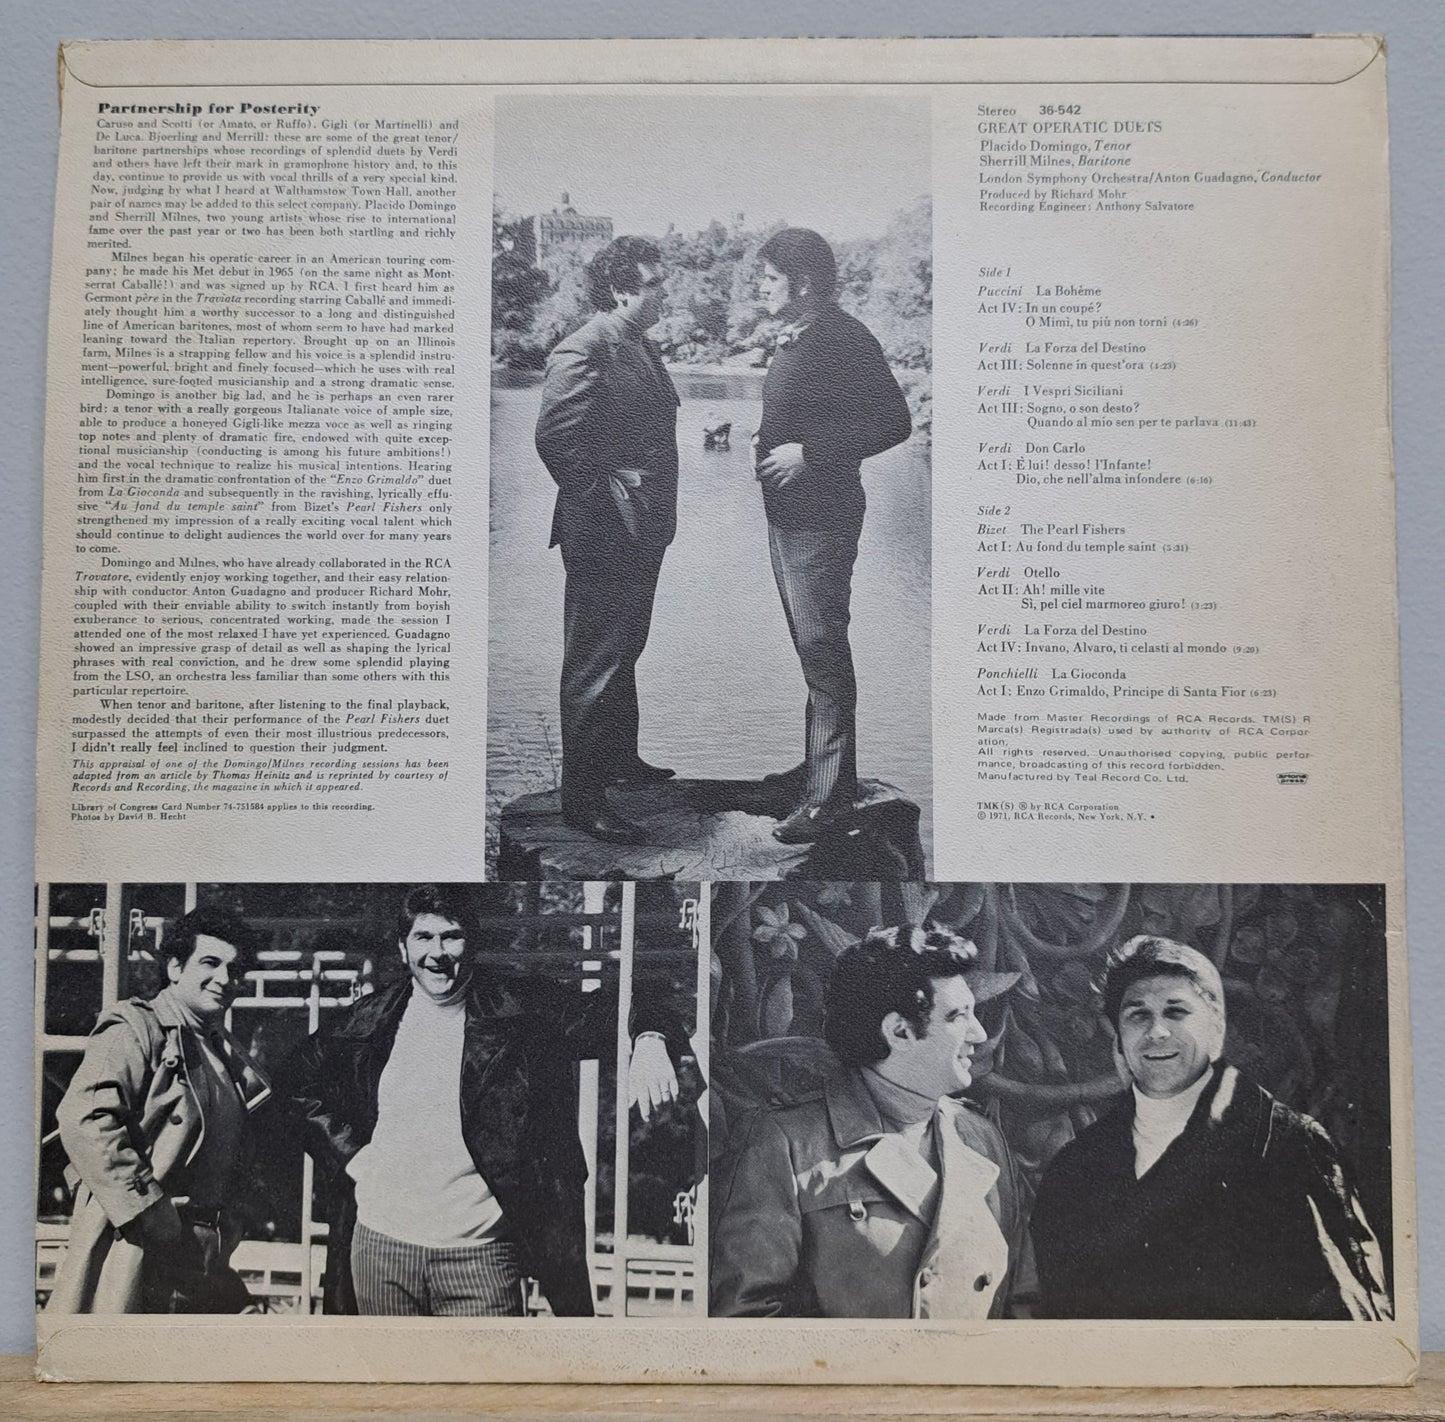 Partnership for Posterity
Caruso and Scotti (or Amato, or Ruffo), Gigli (or Martinelli) and
De Luca, Bjoerling and Merrill: these are some of the great tenor/
baritone partnerships whose recordings of splendid duets by Verdi
and others have left their mark in gramophone history and, to this
day, continue to provide us with vocal thrills of a very special kind.
Now, judging by what I heard at Walthamstow Town Hall, another
pair of names may be added to this select company. Placido Domingo
and Sherrill Milnes, two young artists whose rise to international
fame over the past year or two has been both startling and richly
merited.
Milnes began his operatic career in an American touring com-
pany; he made his Met debut in 1965 (on the same night as Mont-
serrat Caballé!) and was signed up by RCA. I first heard him as
Germont père in the Traviata recording starring Caballé and immedi-
ately thought him a worthy successor to a long and distinguished
line of American baritones, most of whom seem to have had marked
leaning toward the Italian repertory. Brought up on an Illinois
farm, Milnes is a strapping fellow and his voice is a splendid instru-
ment—powerful, bright and finely focused—which he uses with real
intelligence, sure-footed musicianship and a strong dramatic sense.
Domingo is another big lad, and he is perhaps an even rarer
bird: a tenor with a really gorgeous Italianate voice of ample size,
able to produce a honeyed Gigli-like mezza voce as well as ringing
top notes and plenty of dramatic fire, endowed with quite excep-
tional musicianship (conducting is among his future ambitions!)
and the vocal technique to realize his musical intentions. Hearing
him first in the dramatic confrontation of the "Enzo Grimaldo" duet
from La Gioconda and subsequently in the ravishing, lyrically effu-
sive "Au fond du temple saint" from Bizet's Pearl Fishers only
strengthened my impression of a really exciting vocal talent which
should continue to delight audiences the world over for many years
to come.
Domingo and Milnes, who have already collaborated in the RCA
Trovatore, evidently enjoy working together, and their easy relation-
ship with conductor Anton Guadagno and producer Richard Mohr,
coupled with their enviable ability to switch instantly from boyish
exuberance to serious, concentrated working, made the session I
attended one of the most relaxed I have yet experienced. Guadagno
showed an impressive grasp of detail as well as shaping the lyrical
phrases with real conviction, and he drew some splendid playing
from the LSO, an orchestra less familiar than some others with this
particular repertoire.
When tenor and baritone, after listening to the final playback,
modestly decided that their performance of the Pearl Fishers duet
surpassed the attempts of even their most illustrious predecessors,
I didn't really feel inclined to question their judgment.
This appraisal of one of the Domingo/Milnes recording sessions has been
adapted from an article by Thomas Heinitz and is reprinted by courtesy of
Records and Recording, the magazine in which it appeared.
Library of Congress Card Number 74-751584 applies to this recording.
Photos by David B. Hecht
Stereo 36-542
GREAT OPERATIC DUETS
Placido Domingo, Tenor
Sherrill Milnes, Baritone
London Symphony Orchestra/Anton Guadagno, Conductor
Produced by Richard Mohr
Recording Engineer: Anthony Salvatore
Side 1
Puccini La Bohème
Act IV: In un coupé?
O Mimì, tu più non torni (4:26)
Verdi La Forza del Destino
Act III: Solenne in quest'ora (4:23)
Verdi I Vespri Siciliani
Act III: Sogno, o son desto?
Quando al mio sen per te parlava (11:43)
Verdi Don Carlo
Act I: È lui! desso! l'Infante!
Dio, che nell'alma infondere (6:16)
Side 2
Bizet The Pearl Fishers
Act I: Au fond du temple saint (5:31)
Verdi Otello
Act II: Ah! mille vite
Sì, pel ciel marmoreo giuro! (3:23)
Verdi La Forza del Destino
Act IV: Invano, Alvaro, ti celasti al mondo (9:20)
Ponchielli La Gioconda
Act I: Enzo Grimaldo, Principe di Santa Fior (6:23)
Made from Master Recordings of RCA Records. TM(S) R
Marca(s) Registrada(s) used by authority of RCA Corpor-
ation.
All rights reserved. Unauthorised copying, public perfor-
mance, broadcasting of this record forbidden.
Manufactured by Teal Record Co. Ltd.
artone
press
TMK(S) ® by RCA Corporation
© 1971, RCA Records, New York, N.Y. •